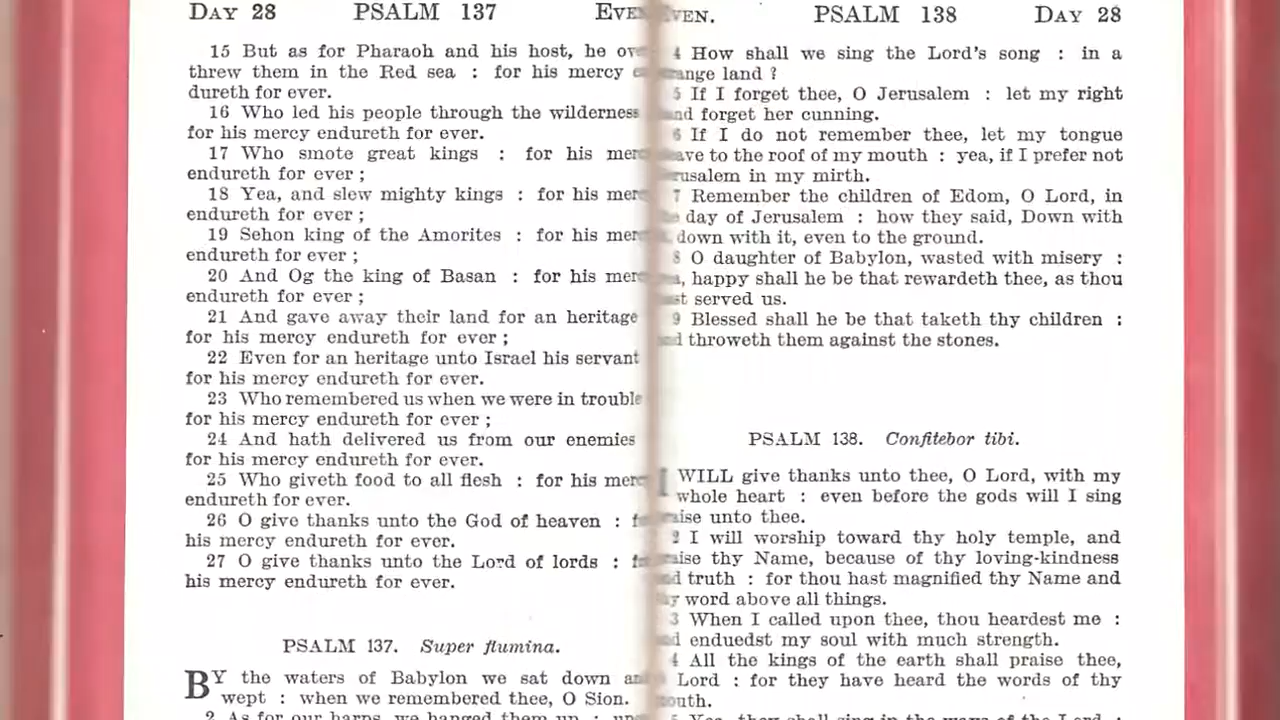 DAY 28 PSALM 137 EVEN
15 But as for Pharaoh and his host, he
threw them in the Red sea : for his mercy
dureth for ever.
16 Who led his people through the wilderness
for his mercy endureth for ever.
17 Who smote great kings : for his
endureth for ever ;
18 Yea, and slew mighty kings : for his
endureth for ever ;
19 Sehon king of the Amorites : for his
endureth for ever ;
20 And Og the king of Basan : for his
endureth for ever ;
21 And gave away their land for an heritage
for his mercy endureth for ever ;
22 Even for an heritage unto Israel his servant
for his mercy endureth for ever.
23 Who remembered us when we were in trouble
for his mercy endureth for ever ;
24 And hath delivered us from our enemies
for his mercy endureth for ever.
25 Who giveth food to all flesh : for his
endureth for ever.
26 O give thanks unto the God of heaven :
his mercy endureth for ever.
27 O give thanks unto the Lord of lords :
his mercy endureth for ever.
PSALM 137. Super flumina.
BY the waters of Babylon we sat down
wept : when we remembered thee, O Sion.
2 As for our harps, we hanged them up :
PSALM 138 DAY 28
4 How shall we sing the Lord's song : in a
land ?
5 If I forget thee, O Jerusalem : let my right
forget her cunning.
6 If I do not remember thee, let my tongue
to the roof of my mouth : yea, if I prefer not
in my mirth.
7 Remember the children of Edom, O Lord, in
day of Jerusalem : how they said, Down with
down with it, even to the ground.
8 O daughter of Babylon, wasted with misery :
happy shall he be that rewardeth thee, as thou
served us.
9 Blessed shall he be that taketh thy children :
throweth them against the stones.
PSALM 138. Confitebor tibi.
I WILL give thanks unto thee, O Lord, with my
whole heart : even before the gods will I sing
unto thee.
2 I will worship toward thy holy temple, and
thy Name, because of thy loving-kindness
truth : for thou hast magnified thy Name and
word above all things.
3 When I called upon thee, thou heardest me :
enduedst my soul with much strength.
4 All the kings of the earth shall praise thee,
Lord : for they have heard the words of thy
5 Yea, they shall sing in the ways of the Lord :